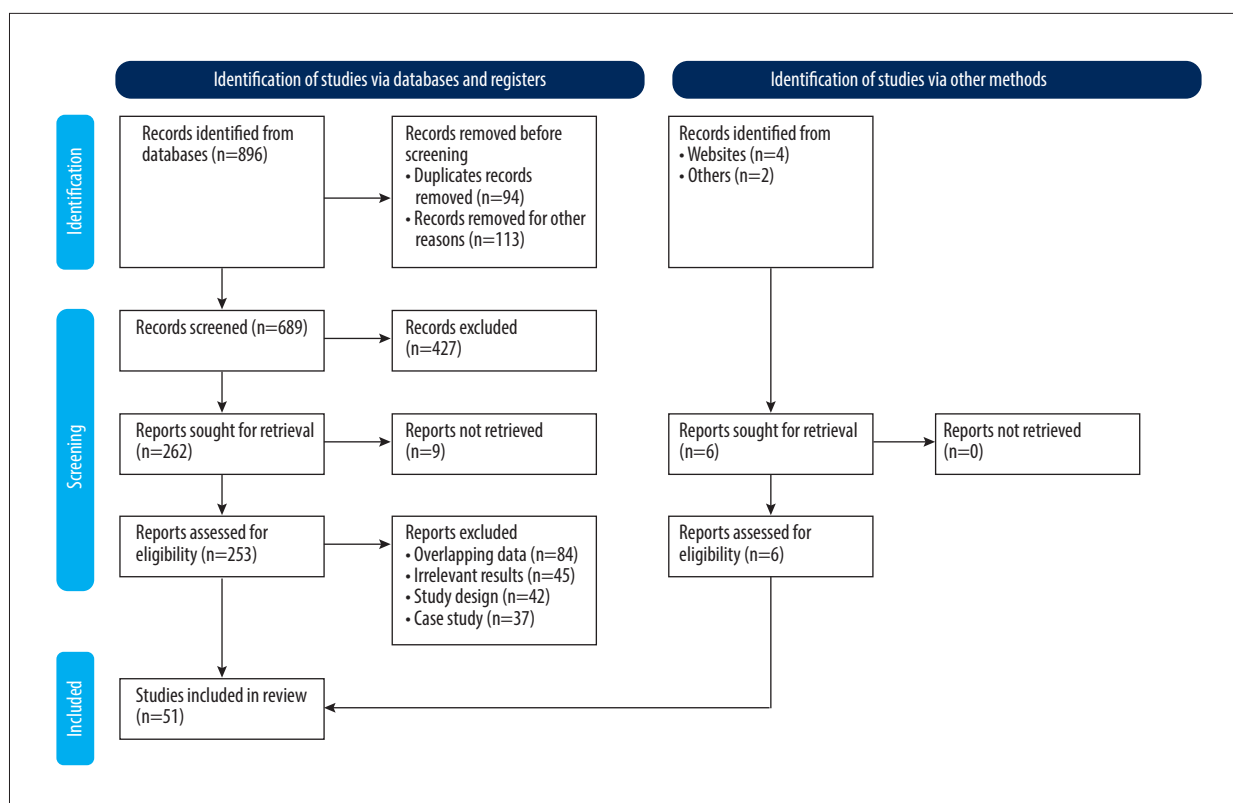 Identification of studies via databases and registers
Identification of studies via other methods
Identification
Records identified from
databases (n=896)
Records removed before
screening
• Duplicates records
removed (n=94)
• Records removed for other
reasons (n=113)
Records identified from
• Websites (n=4)
• Others (n=2)
Screening
Records screened (n=689)
Records excluded
(n=427)
Reports sought for retrieval
(n=262)
Reports not retrieved
(n=9)
Reports sought for retrieval
(n=6)
Reports not retrieved
(n=0)
Reports assessed for
eligibility (n=253)
Reports excluded
• Overlapping data (n=84)
• Irrelevant results (n=45)
• Study design (n=42)
• Case study (n=37)
Reports assessed for
eligibility (n=6)
Included
Studies included in review
(n=51)